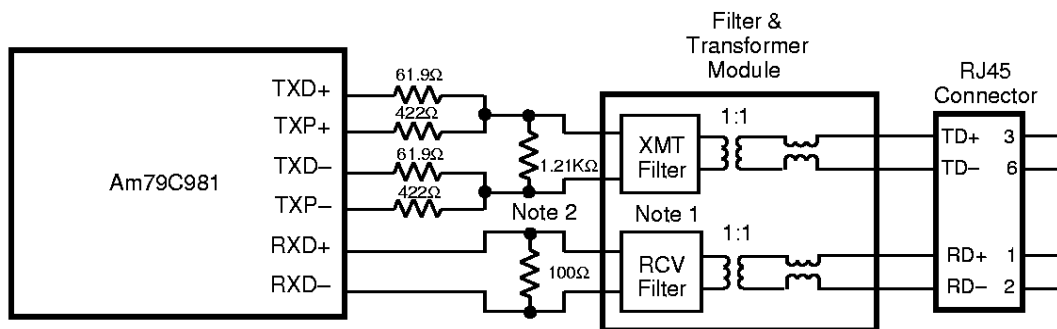 Filter &
Transformer
Module
RJ45
Connector
Am79C981
TXD+
61.9Ω
TXP+
422Ω
TXD–
61.9Ω
TXP–
422Ω
1.21KΩ
XMT
Filter
1:1
TD+ 3
TD– 6
Note 2
Note 1
RXD+
RXD–
100Ω
RCV
Filter
1:1
RD+ 1
RD– 2